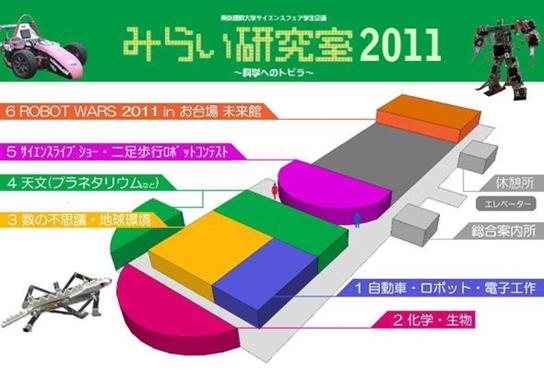 東京理科大学サイエンスフェア学生企画
みらい研究室 2011
～科学へのトビラ～
6 ROBOT WARS 2011 in お台場 未来館
5 サイエンスライブショー・二足歩行ロボットコンテスト
4 天文(プラネタリウムなど)
3 数の不思議・地球環境
休憩所
エレベーター
総合案内所
1 自動車・ロボット・電子工作
2 化学・生物